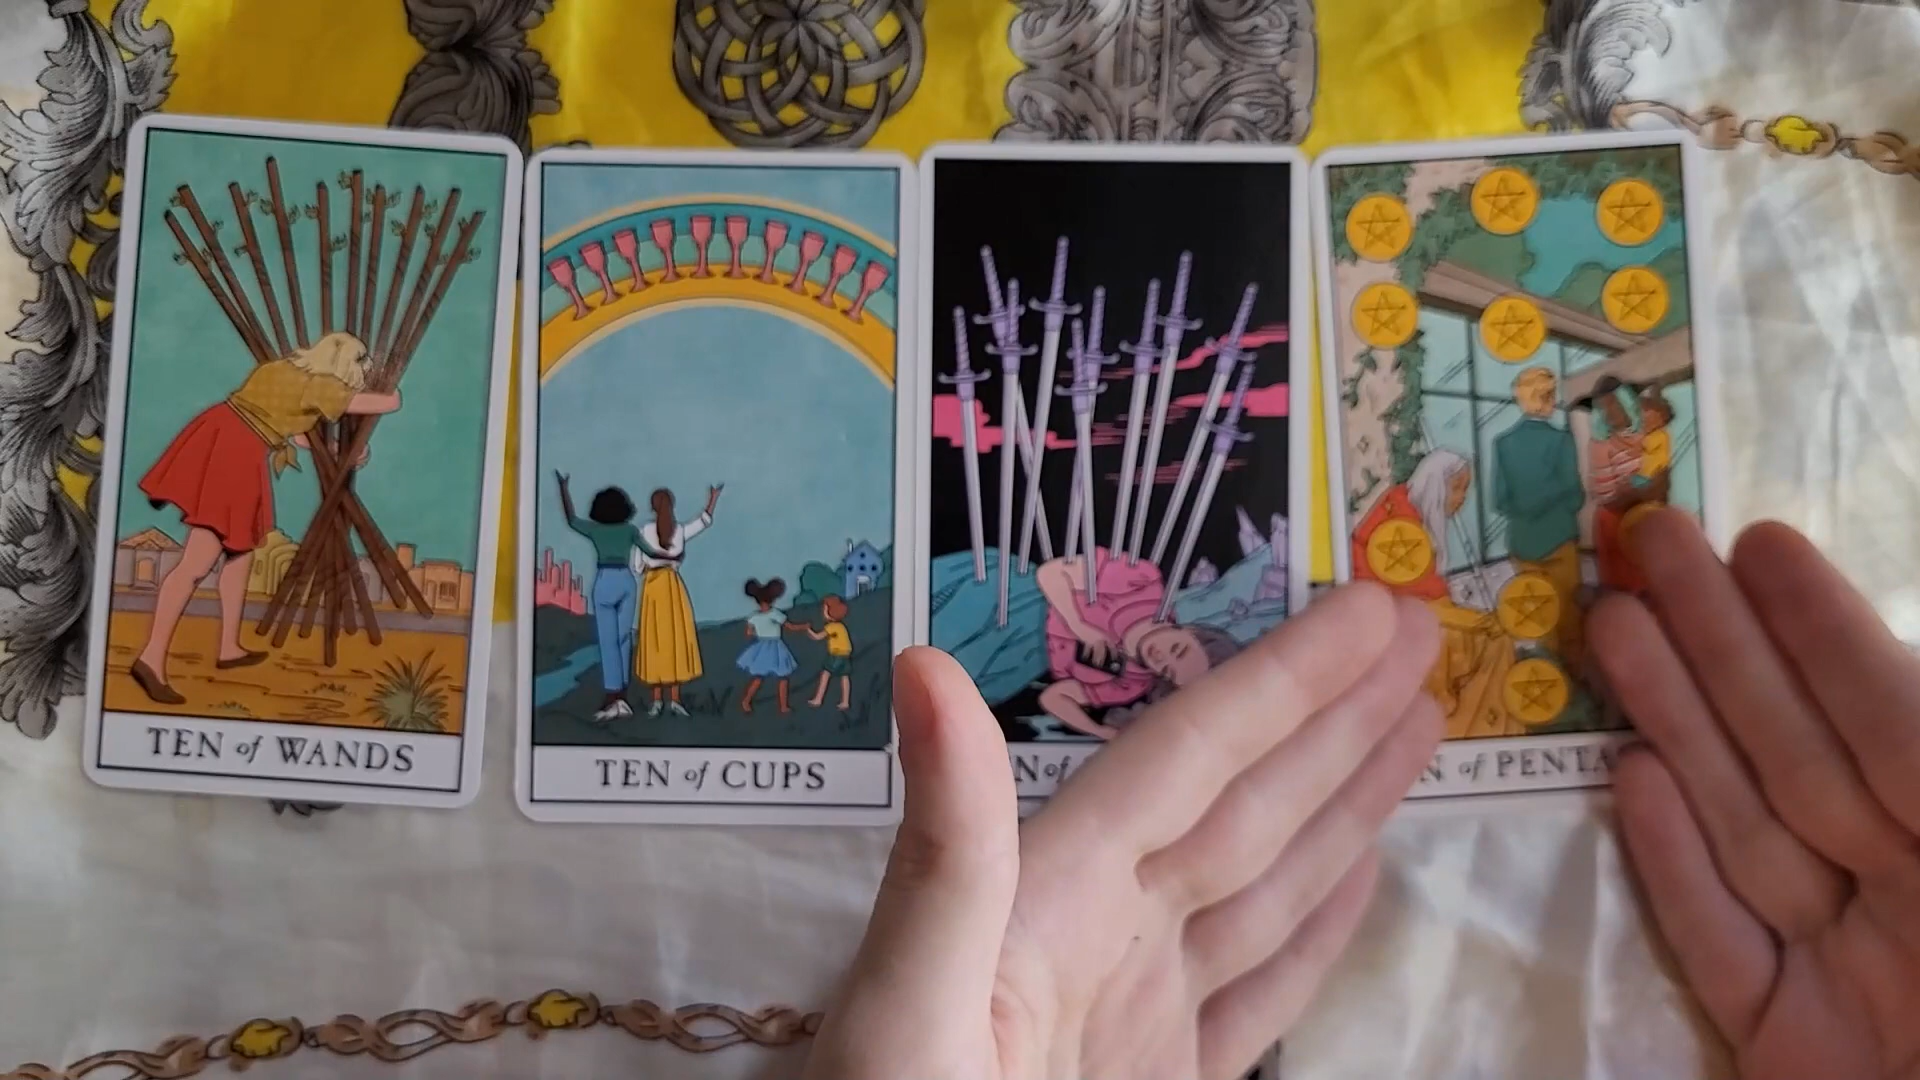 TEN of WANDS
TEN of CUPS
N of
N of PENTA